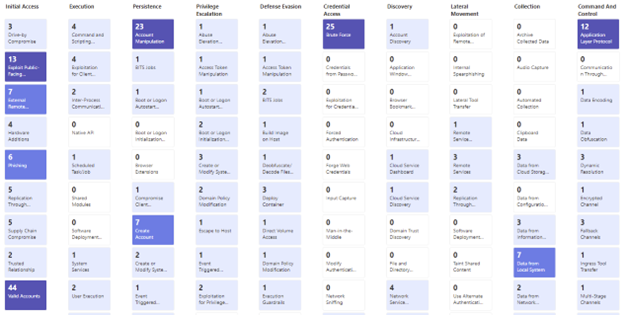 Initial Access
Execution
Persistence
Privilege
Escalation
Defense Evasion
Credential
Access
Discovery
Lateral
Movement
Collection
Command And
Control
3
Drive-by
Compromise
4
Command and
Scripting...
23
Account
Manipulation
1
Abuse
Elevation...
1
Abuse
Elevation...
25
Brute Force
1
Account
Discovery
0
Exploitation of
Remote...
0
Archive
Collected Data
12
Application
Layer Protocol
13
Exploit Public-
Facing...
4
Exploitation
for Client...
1
BITS Jobs
1
Access Token
Manipulation
1
Access Token
Manipulation
0
Credentials
from Passwo...
0
Application
Window...
0
Internal
Spearphishing
0
Audio Capture
0
Communicatio
n Through...
7
External
Remote...
2
Inter-Process
Communicati...
1
Boot or Logon
Autostart...
1
Boot or Logon
Autostart...
2
BITS Jobs
0
Exploitation
for Credentia...
0
Browser
Bookmark...
0
Lateral Tool
Transfer
0
Automated
Collection
1
Data Encoding
4
Hardware
Additions
0
Native API
0
Boot or Logon
Initialization...
2
Boot or Logon
Initialization...
1
Build Image
on Host
0
Forced
Authentication
0
Cloud
Infrastructur...
1
Remote
Service...
0
Clipboard
Data
1
Data
Obfuscation
6
Phishing
1
Scheduled
Task/Job
0
Browser
Extensions
3
Create or
Modify Syste...
1
Deobfuscate/
Decode Files...
0
Forge Web
Credentials
1
Cloud Service
Dashboard
3
Remote
Services
3
Data from
Cloud Storag...
3
Dynamic
Resolution
5
Replication
Through...
0
Shared
Modules
1
Compromise
Client...
2
Domain Policy
Modification
3
Deploy
Container
0
Input Capture
1
Cloud Service
Discovery
2
Replication
Through...
0
Data from
Configuratio...
1
Encrypted
Channel
5
Supply Chain
Compromise
0
Software
Deployment...
7
Create
Account
1
Escape to Host
1
Direct Volume
Access
0
Man-in-the-
Middle
0
Domain Trust
Discovery
0
Software
Deployment...
3
Data from
Information...
3
Fallback
Channels
2
Trusted
Relationship
1
System
Services
2
Create or
Modify Syste...
1
Event
Triggered...
1
Domain Policy
Modification
0
Modify
Authenticati...
0
File and
Directory...
0
Taint Shared
Content
7
Data from
Local System
1
Ingress Tool
Transfer
44
Valid Accounts
2
User Execution
1
Event
Triggered...
2
Exploitation
for Privilege...
1
Execution
Guardrails
0
Network
Sniffing
4
Network
Service...
0
Use Alternate
Authenticati...
2
Data from
Network...
1
Multi-Stage
Channels